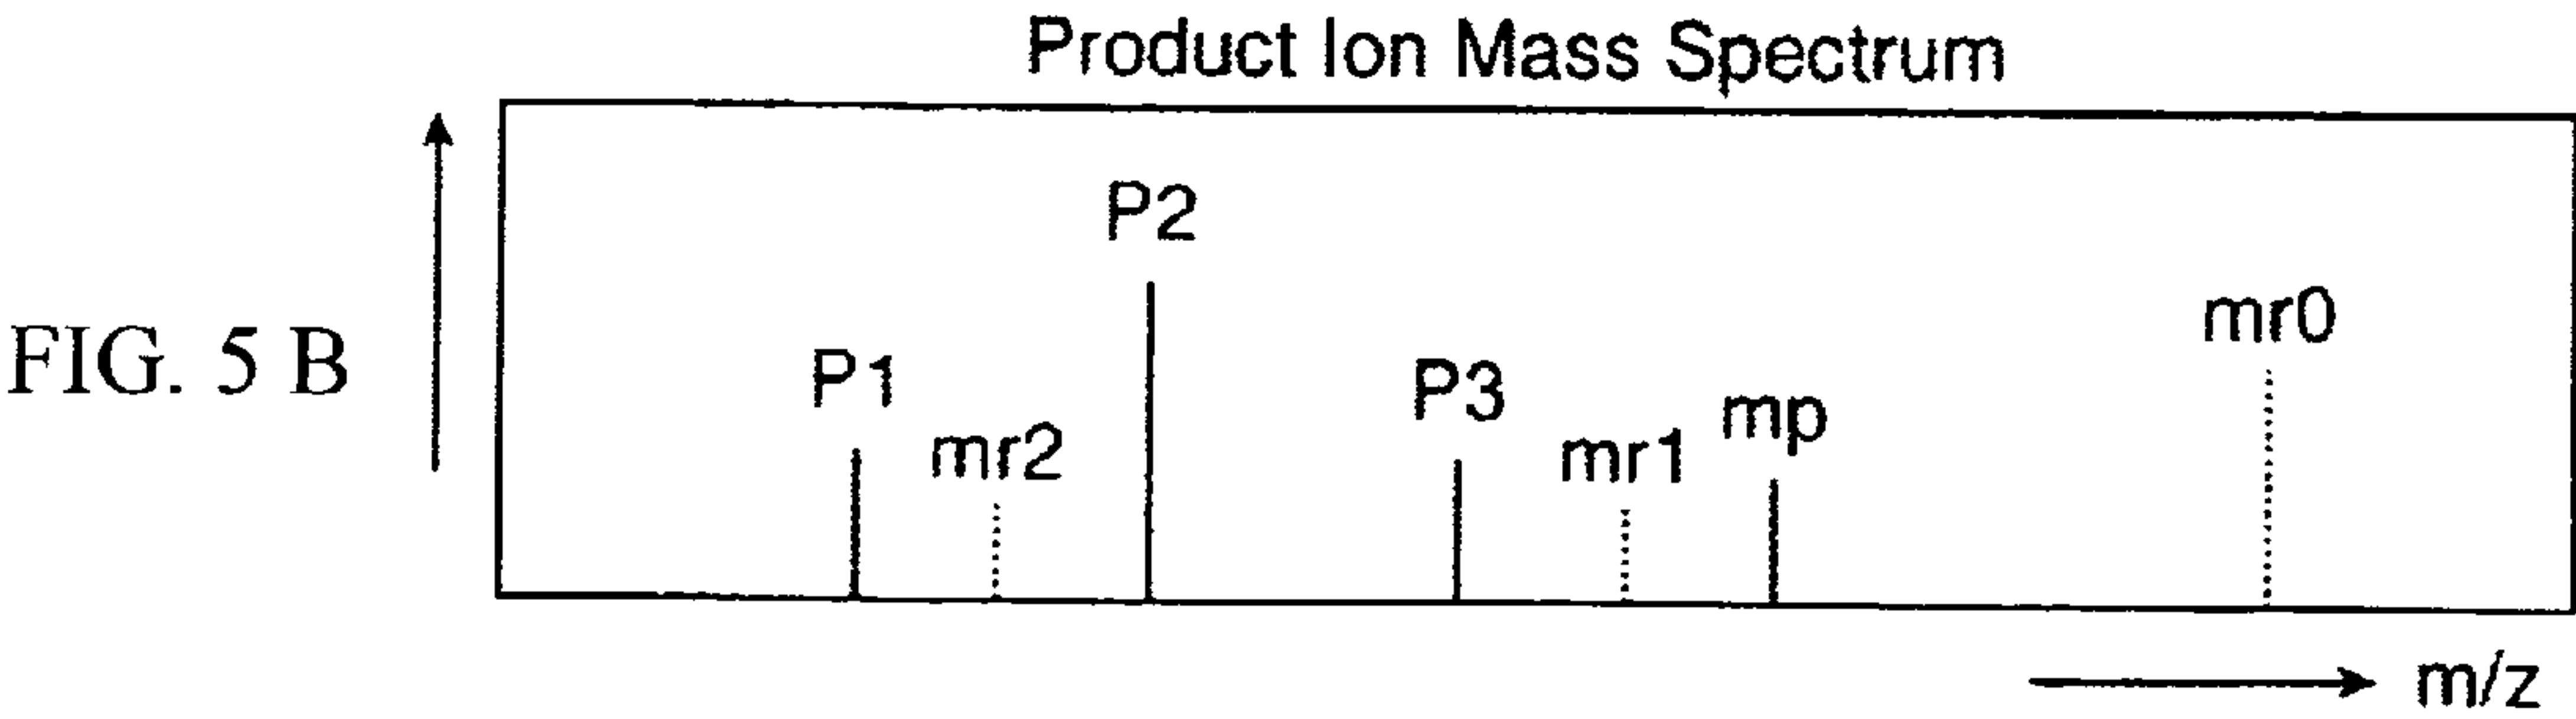 Product Ion Mass Spectrum
FIG. 5 B
P1
mr2
P2
P3
mr1
mp
mr0
m/z